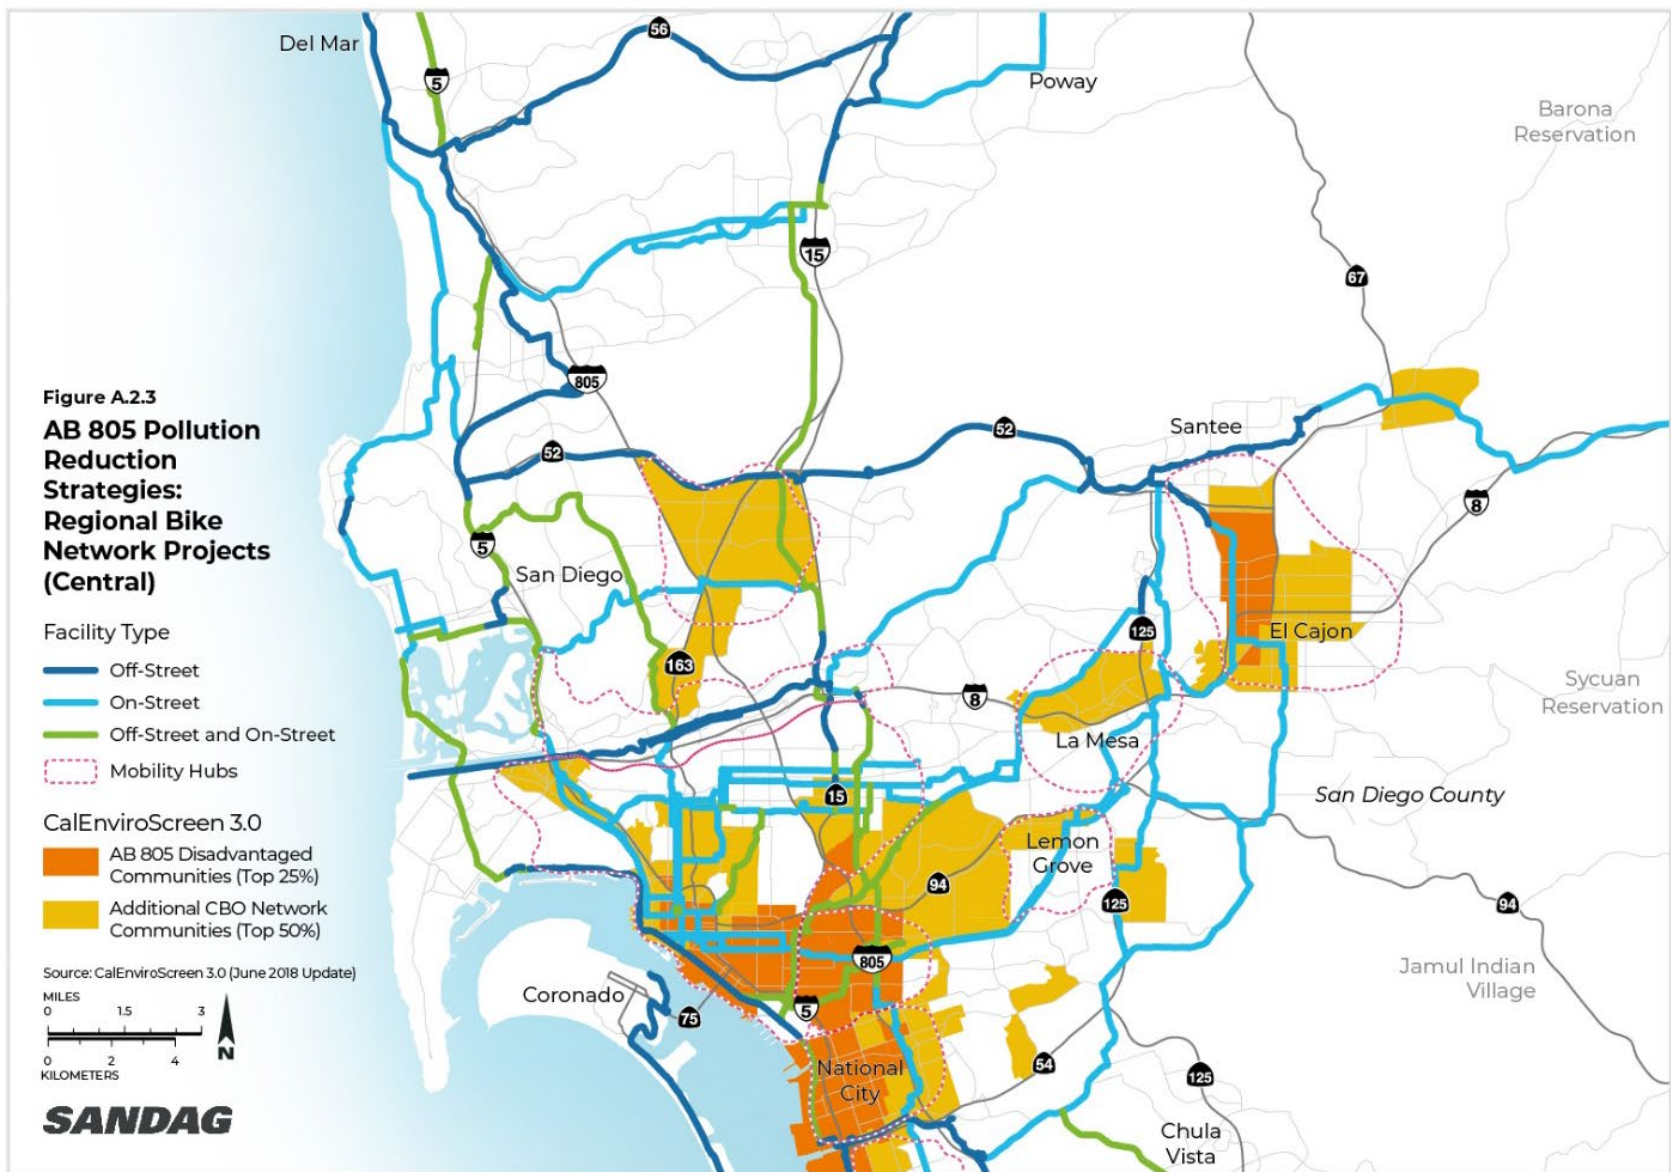 Del Mar
56
5
Poway
Barona
Reservation
15
67
805
Figure A.2.3
AB 805 Pollution
Reduction
Strategies:
Regional Bike
Network Projects
(Central)
52
52
Santee
8
5
San Diego
125
El Cajon
Facility Type
Off-Street
On-Street
Off-Street and On-Street
Mobility Hubs
163
8
Sycuan
Reservation
La Mesa
15
San Diego County
CalEnviroScreen 3.0
AB 805 Disadvantaged
Communities (Top 25%)
Additional CBO Network
Communities (Top 50%)
Lemon
Grove
94
125
94
805
Source: CalEnviroScreen 3.0 (June 2018 Update)
MILES
0 1.5 3
0 2 4
KILOMETERS
N
Coronado
75
5
Jamul Indian
Village
National
City
54
125
Chula
Vista
SANDAG